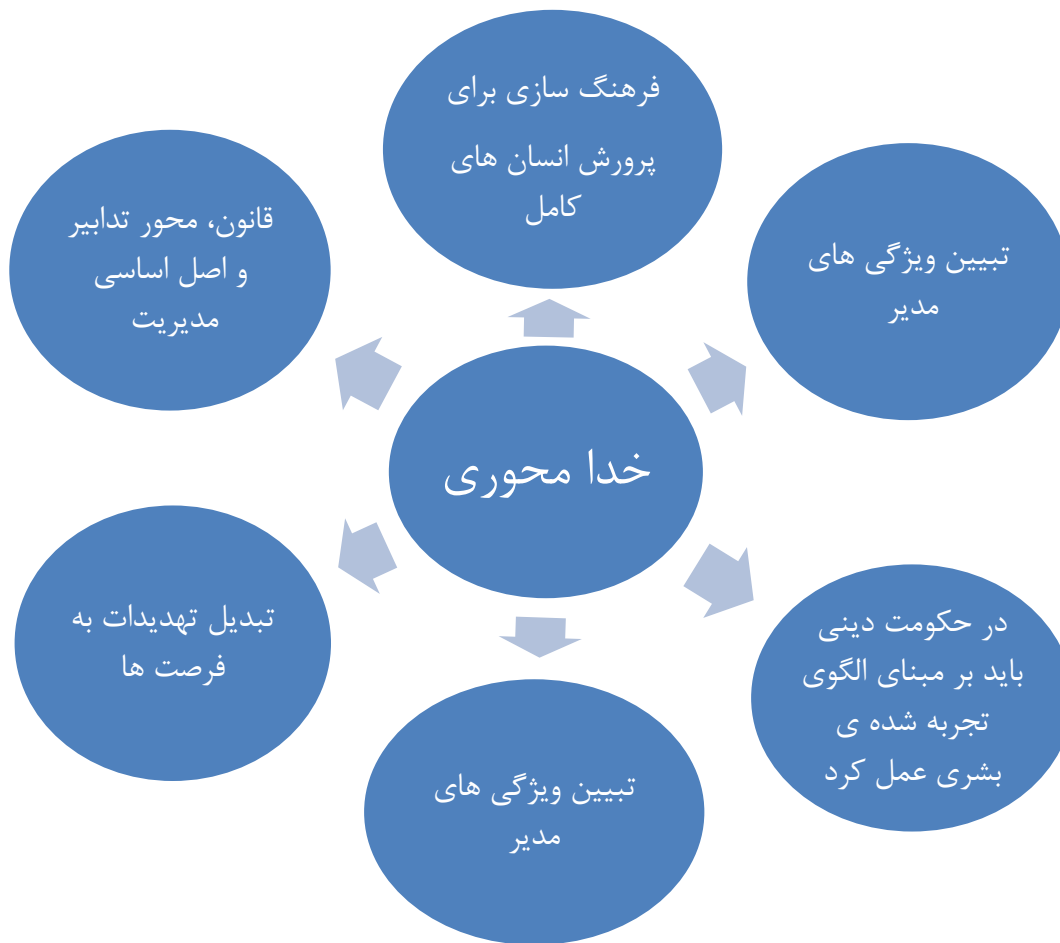 فرهنگ سازی برای
پرورش انسان های
کامل
تبیین ویژگی های
مدیر
قانون، محور تدابیر
و اصل اساسی
مدیریت
خدا محوری
در حکومت دینی
باید بر مبنای الگوی
تجربه شده ی
بشری عمل کرد
تبدیل تهدیدات به
فرصت ها
تبیین ویژگی های
مدیر